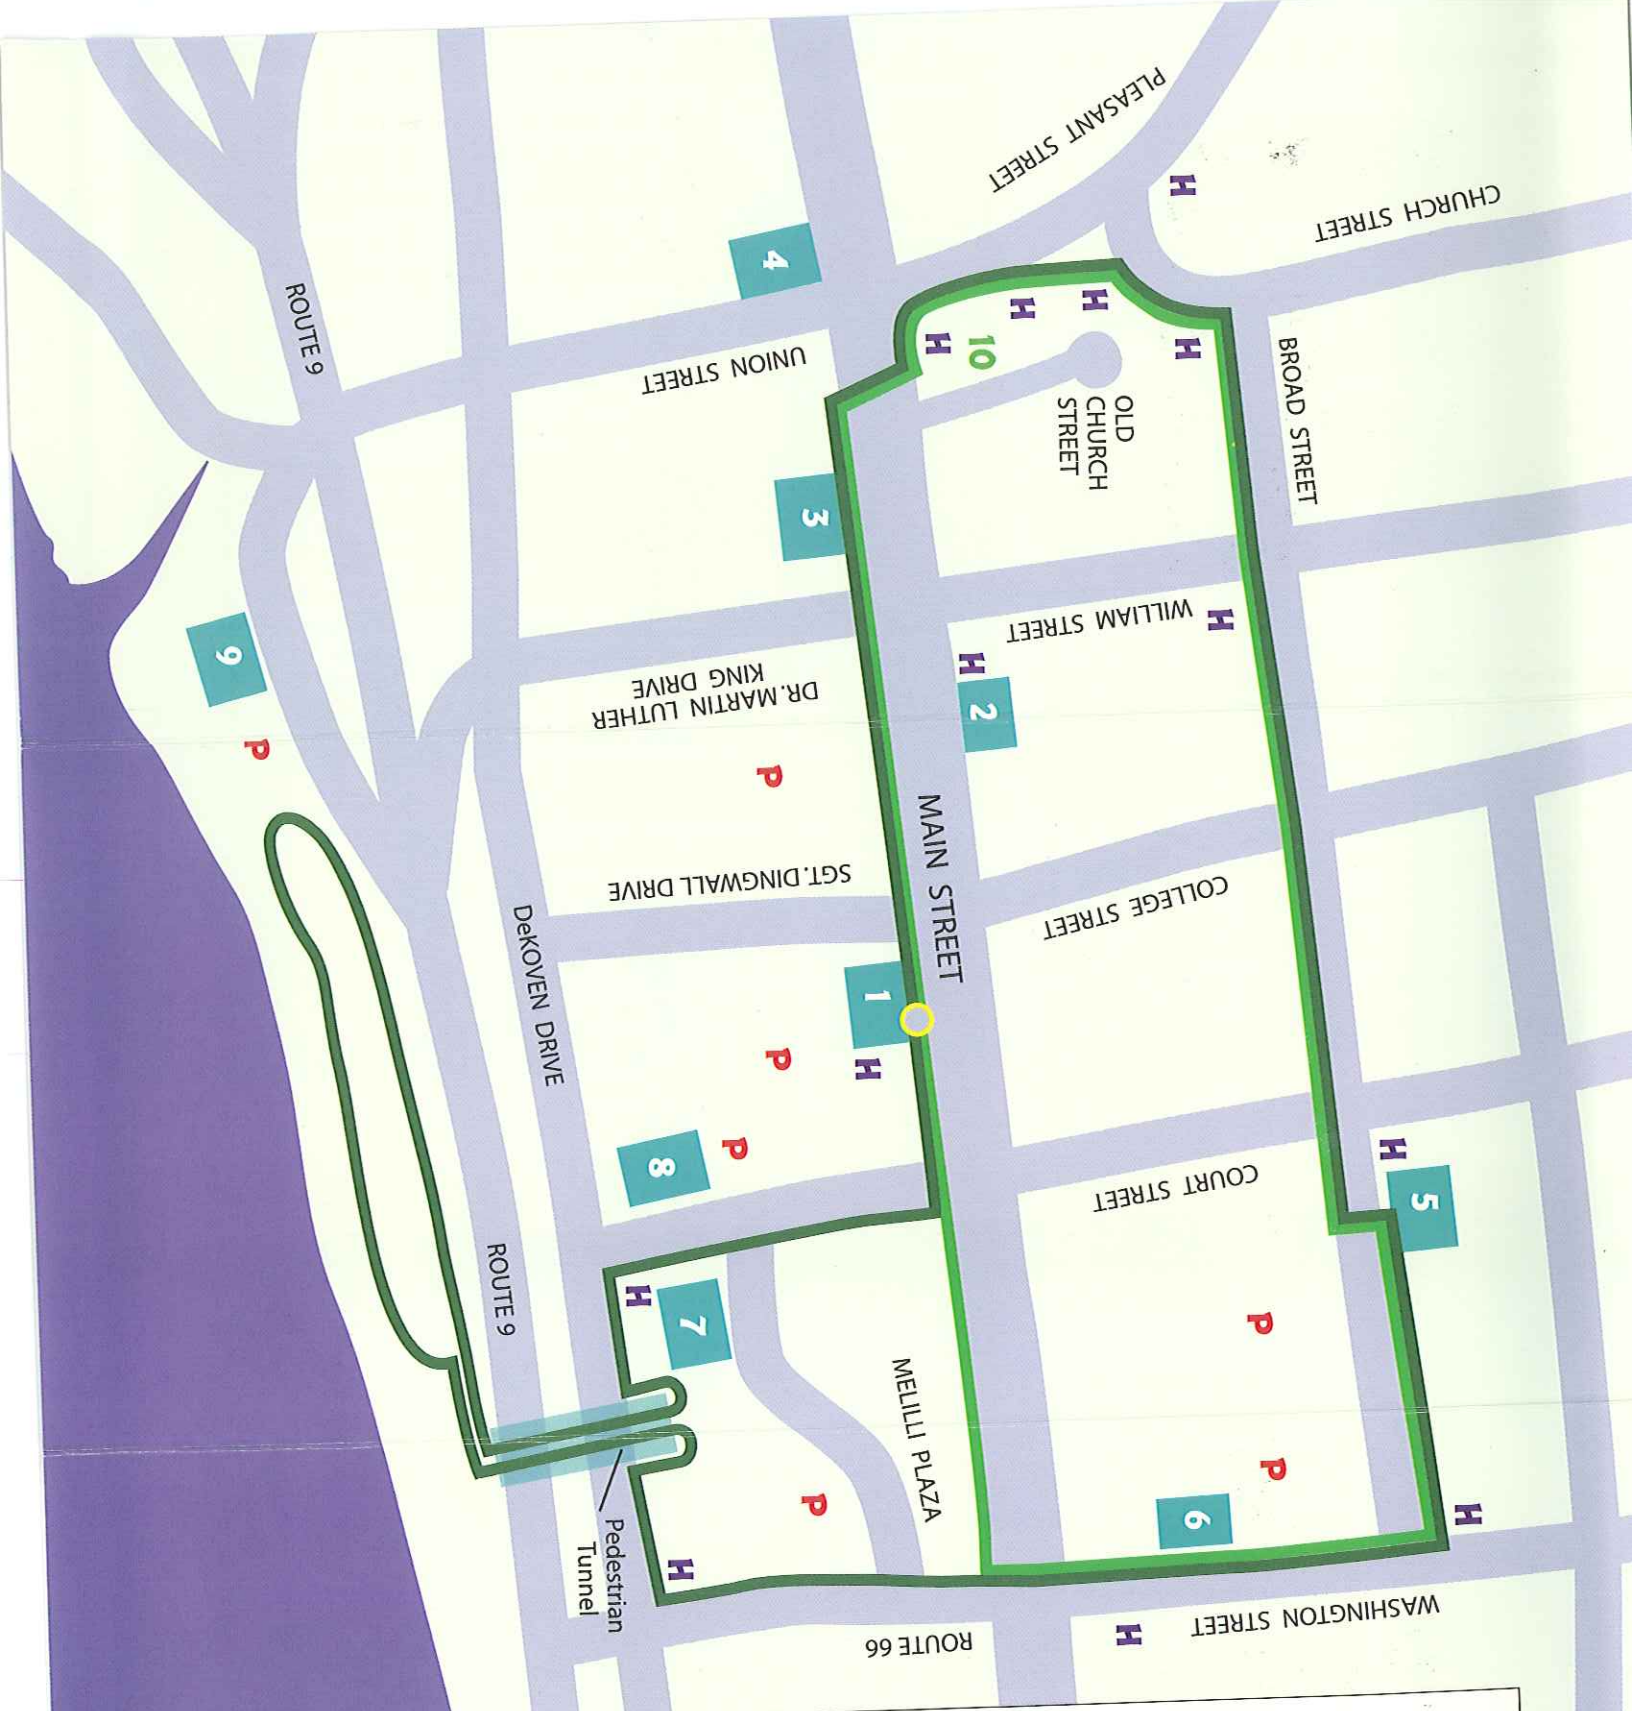 PLEASANT STREET
H
CHURCH STREET
4
ROUTE 9
UNION STREET
H
H
H
10
H
BROAD STREET
OLD
CHURCH
STREET
3
WILLIAM STREET
H
H
2
9
P
DR. MARTIN LUTHER
KING DRIVE
P
MAIN STREET
SGT. DINGWALL DRIVE
COLLEGE STREET
DeKOVEN DRIVE
1
H
P
P
8
COURT STREET
H
5
ROUTE 9
H
7
MELILLI PLAZA
P
P
6
H
P
Pedestrian
Tunnel
H
WASHINGTON STREET
H
ROUTE 66